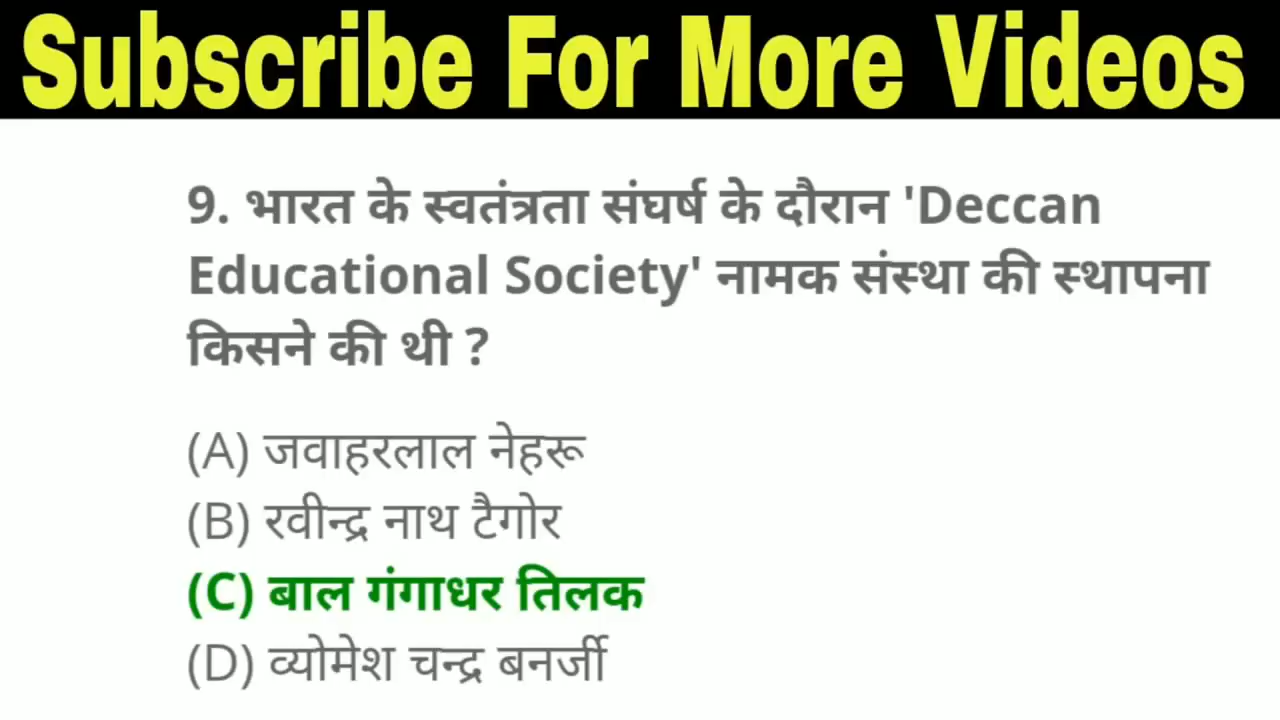 Subscribe For More Videos
9. भारत के स्वतंत्रता संघर्ष के दौरान 'Deccan
Educational Society' नामक संस्था की स्थापना
किसने की थी ?
(A) जवाहरलाल नेहरू
(B) रवीन्द्र नाथ टैगोर
(C) बाल गंगाधर तिलक
(D) व्योमेश चन्द्र बनर्जी